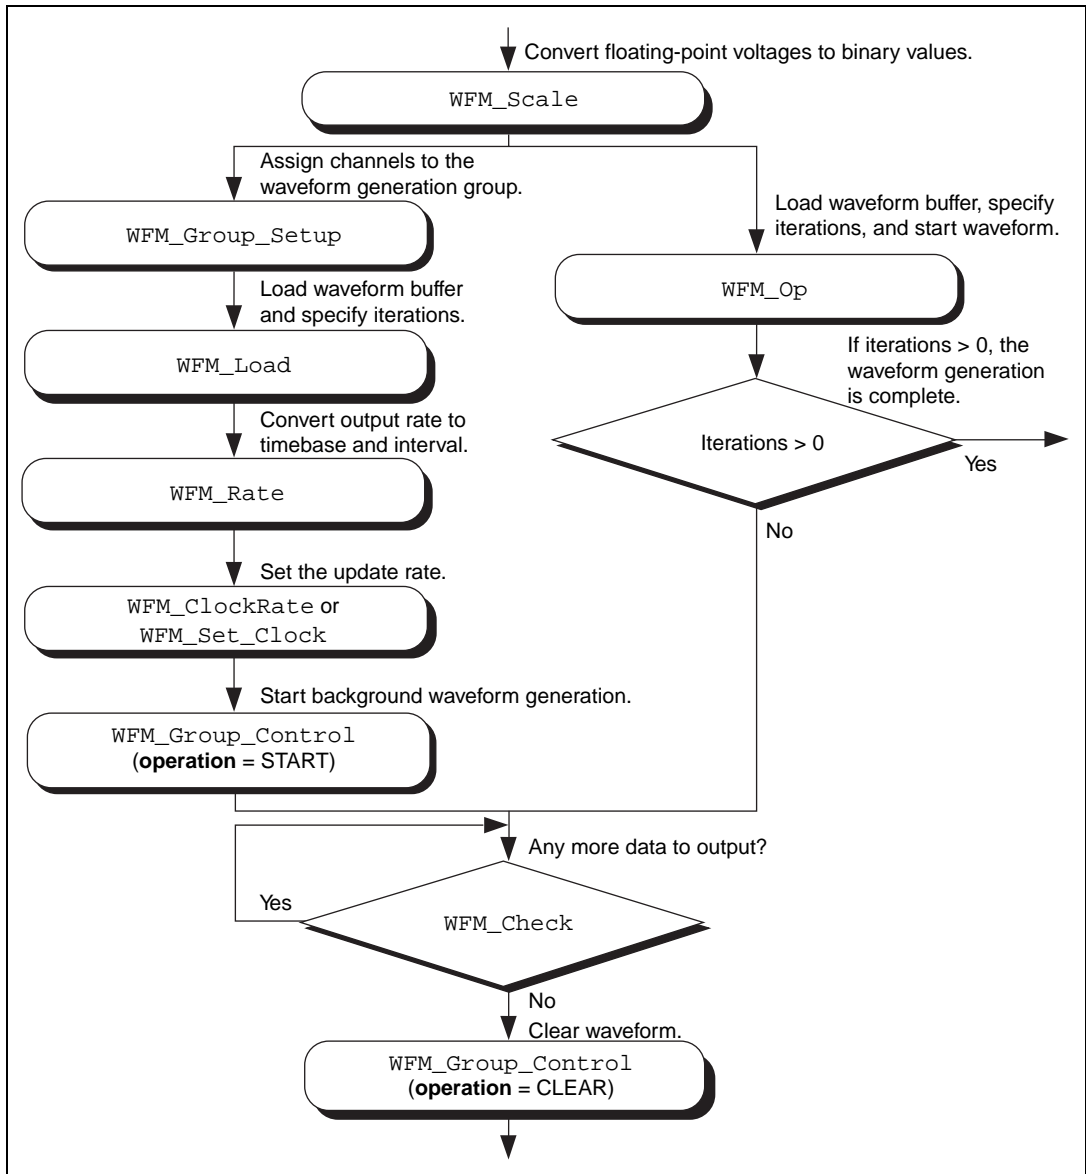 Convert floating-point voltages to binary values.
WFM_Scale
Assign channels to the
waveform generation group.
WFM_Group_Setup
Load waveform buffer
and specify iterations.
WFM_Load
Convert output rate to
timebase and interval.
WFM_Rate
Set the update rate.
WFM_ClockRate or
WFM_Set_Clock
Start background waveform generation.
WFM_Group_Control
(operation = START)
Load waveform buffer, specify
iterations, and start waveform.
WFM_Op
If iterations > 0, the
waveform generation
is complete.
Iterations > 0
Yes
No
Any more data to output?
Yes
WFM_Check
No
Clear waveform.
WFM_Group_Control
(operation = CLEAR)